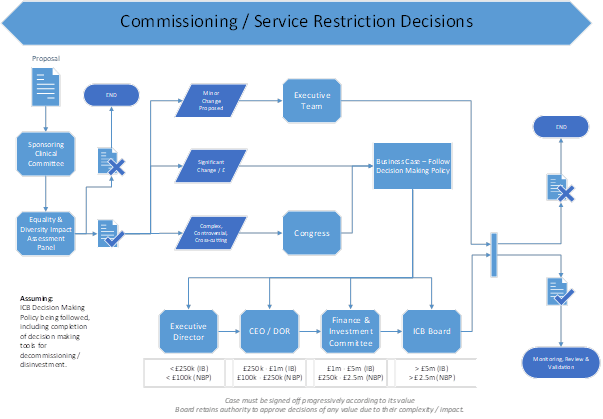 Commissioning / Service Restriction Decisions
Proposal
END
Minor
Change
Proposed
Executive
Team
END
Sponsoring
Clinical
Committee
Significant
Change / £
Business Case – Follow
Decision Making Policy
Equality &
Diversity Impact
Assessment
Panel
Complex,
Controversial,
Cross-cutting
Congress
Assuming:
ICB Decision Making
Policy being followed,
including completion
of decision making
tools for
decommissioning /
disinvestment.
Executive
Director
CEO / DOR
Finance &
Investment
Committee
ICB Board
Monitoring, Review &
Validation
<£250k (IB)
<£100k (NBP)
£250k - £1m (IB)
£100k - £250k (NBP)
£1m - £5m (IB)
£250k - £2.5m (NBP)
>£5m (IB)
>£2.5m (NBP)
Case must be signed off progressively according to its value
Board retains authority to approve decisions of any value due to their complexity / impact.